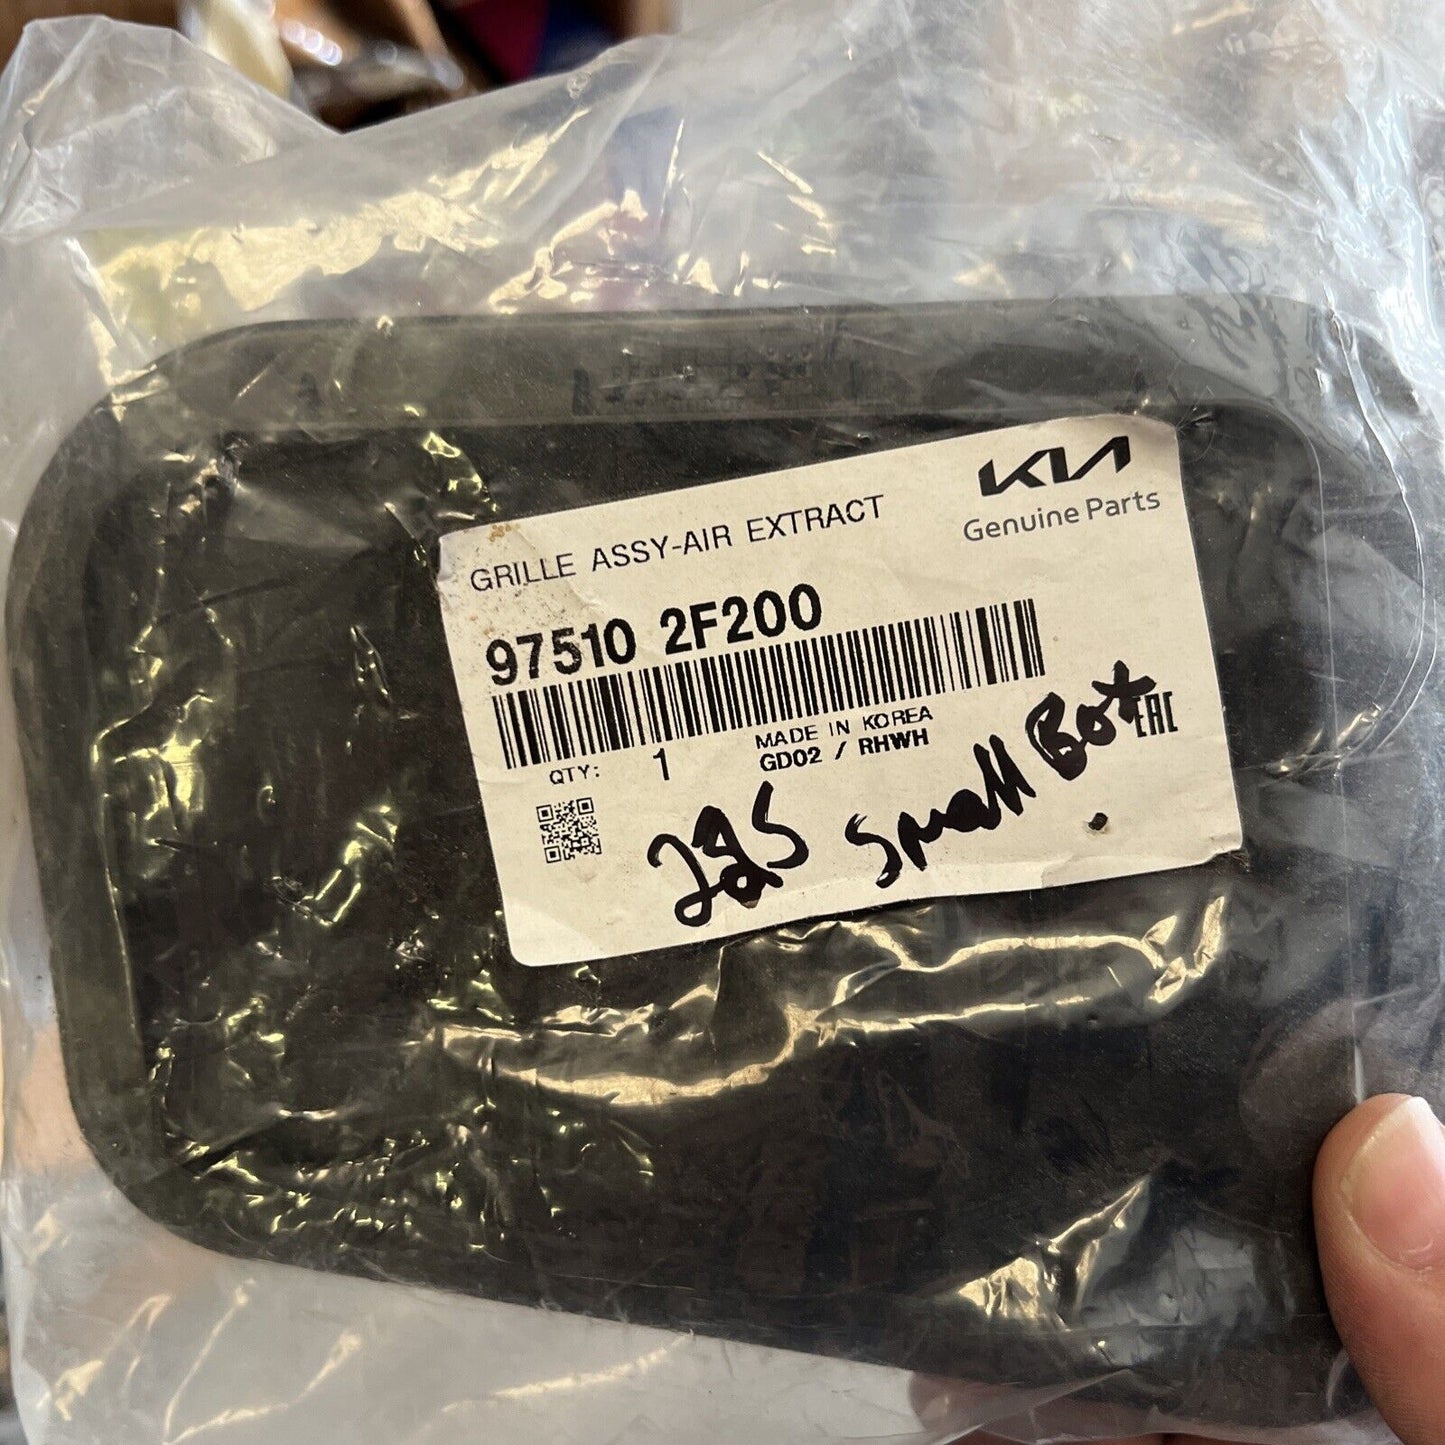 KIA
Genuine Parts
GRILLE ASSY-AIR EXTRACT
97510 2F200
MADE IN KOREA
QTY: 1 GD02 / RHWH
EAC
Small Box